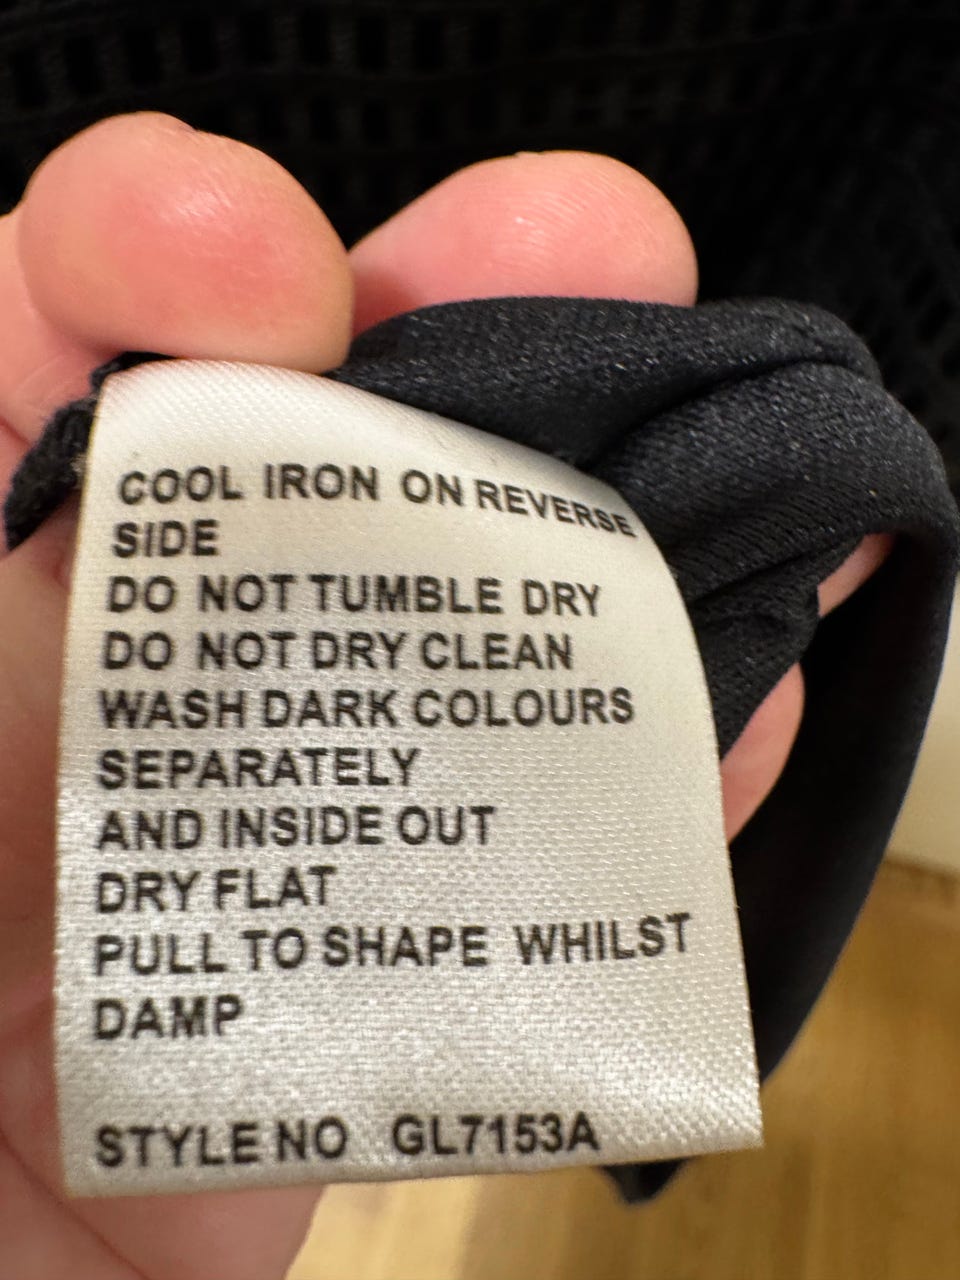 COOL IRON ON REVERSE
SIDE
DO NOT TUMBLE DRY
DO NOT DRY CLEAN
WASH DARK COLOURS
SEPARATELY
AND INSIDE OUT
DRY FLAT
PULL TO SHAPE WHILST
DAMP
STYLE NO GL7153A